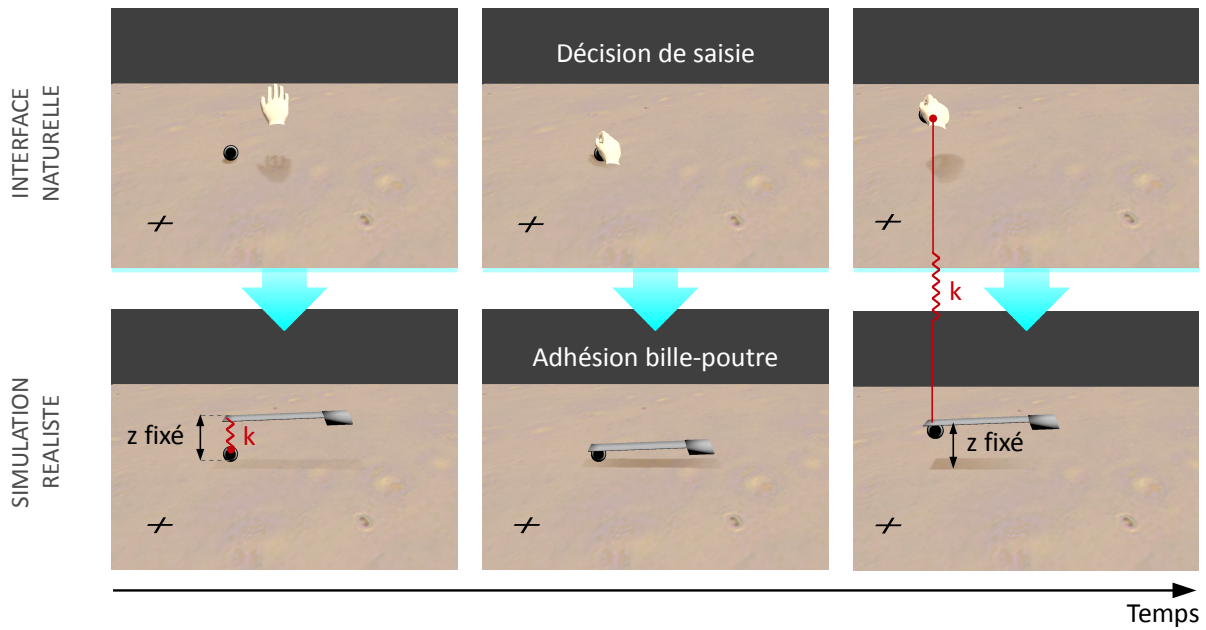 INTERFACE
NATURELLE
Décision de saisie
k
SIMULATION
REALISTE
z fixé
k
Adhésion bille-poutre
z fixé
Temps